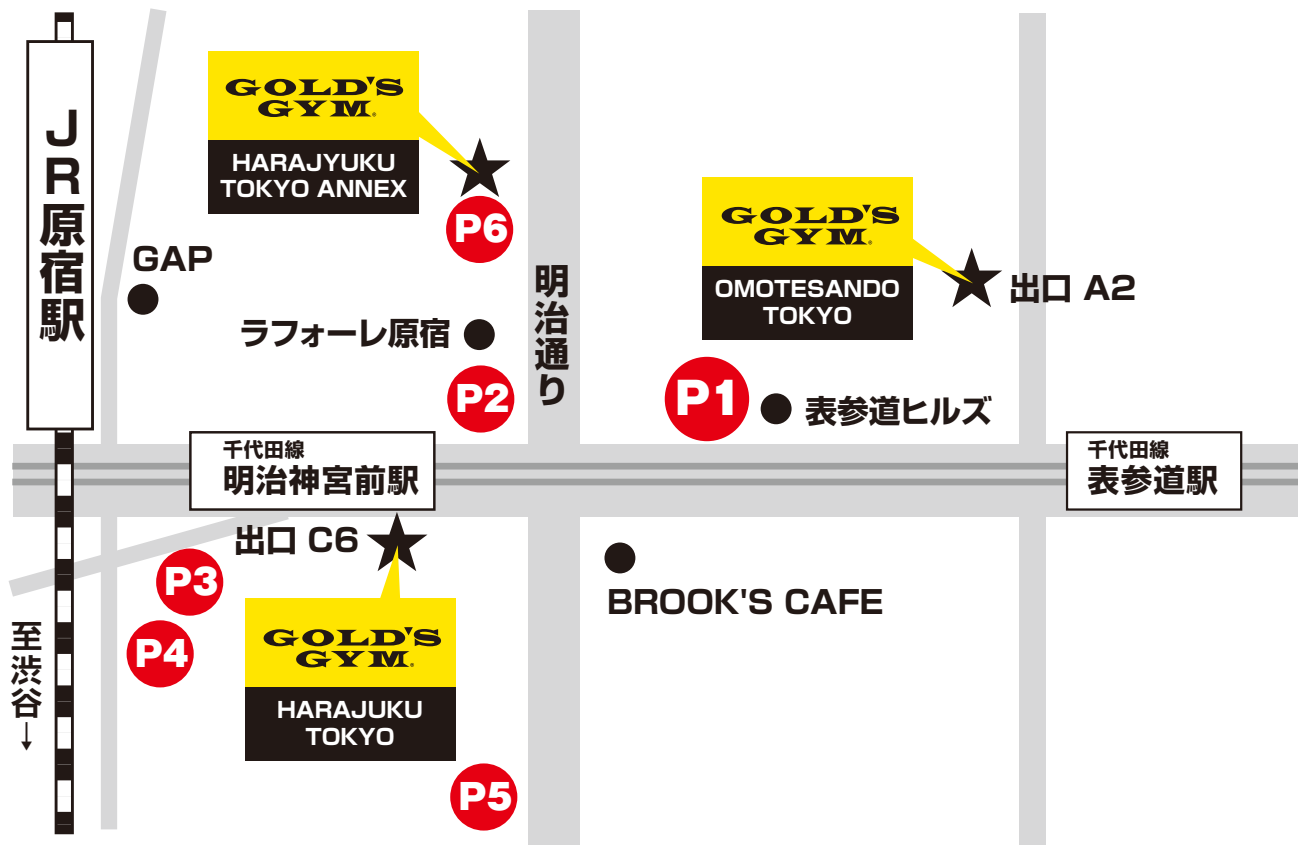 JR原宿駅
GOLD'S
GYM®
HARAJYUKU
TOKYO ANNEX
P6
GAP
ラフォーレ原宿
P2
明治通り
GOLD'S
GYM®
OMOTESANDO
TOKYO
出口 A2
P1
表参道ヒルズ
千代田線
明治神宮前駅
千代田線
表参道駅
出口 C6
P3
P4
至渋谷→
GOLD'S
GYM®
HARAJUKU
TOKYO
BROOK'S CAFE
P5